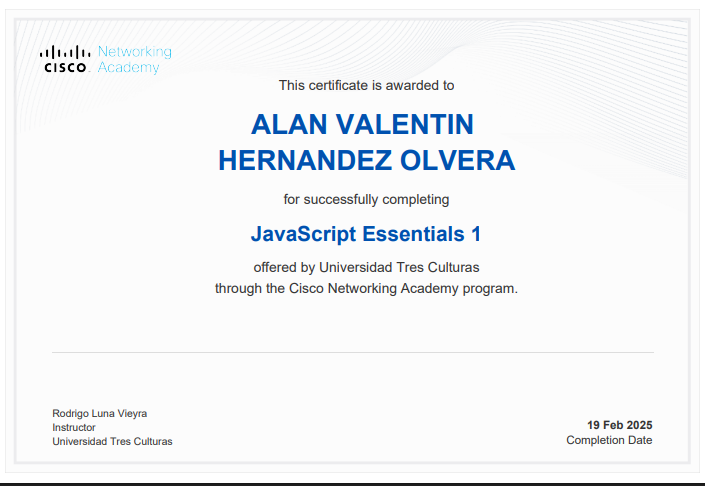 Networking
CISCO. Academy
This certificate is awarded to
ALAN VALENTIN
HERNANDEZ OLVERA
for successfully completing
JavaScript Essentials 1
offered by Universidad Tres Culturas
through the Cisco Networking Academy program.
Rodrigo Luna Vieyra
Instructor
Universidad Tres Culturas
19 Feb 2025
Completion Date